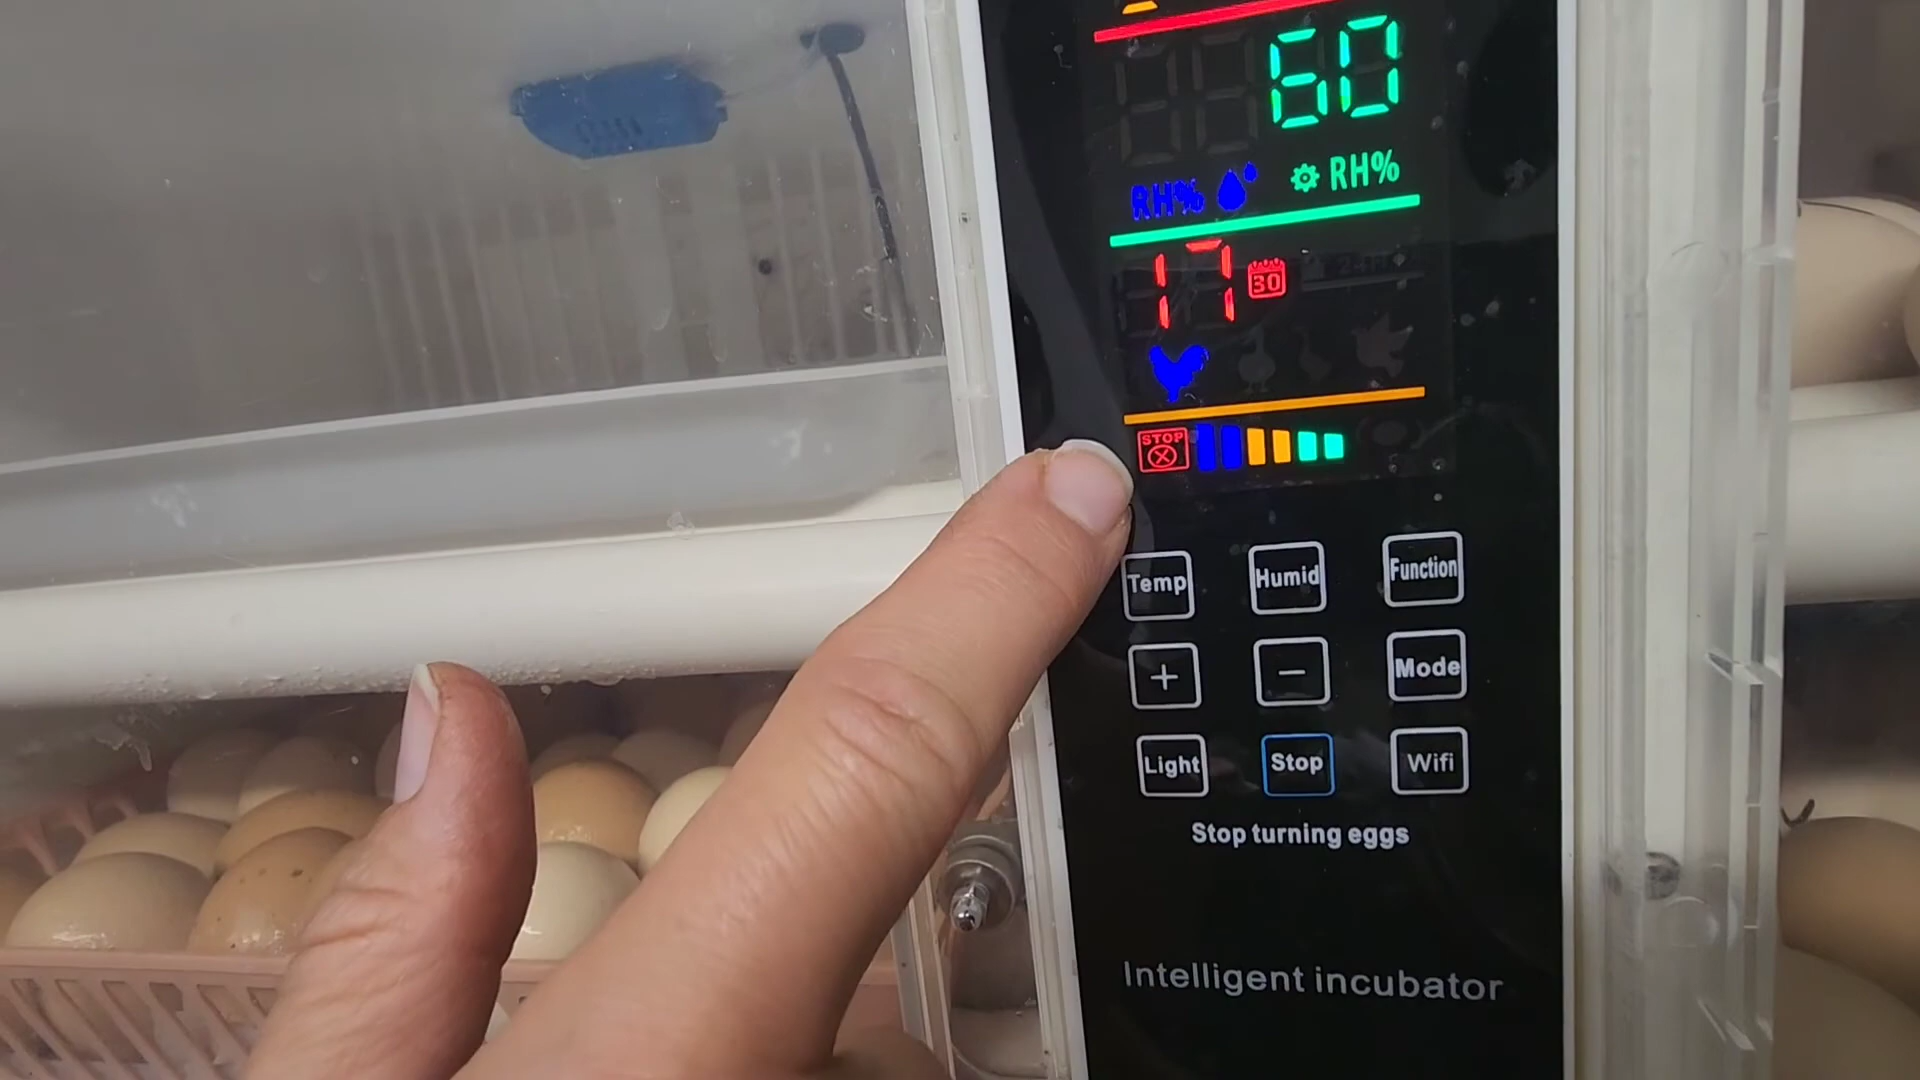 60
RH% RH%
17 30
STOP
Temp Humid Function
+ − Mode
Light Stop Wifi
Stop turning eggs
Intelligent incubator